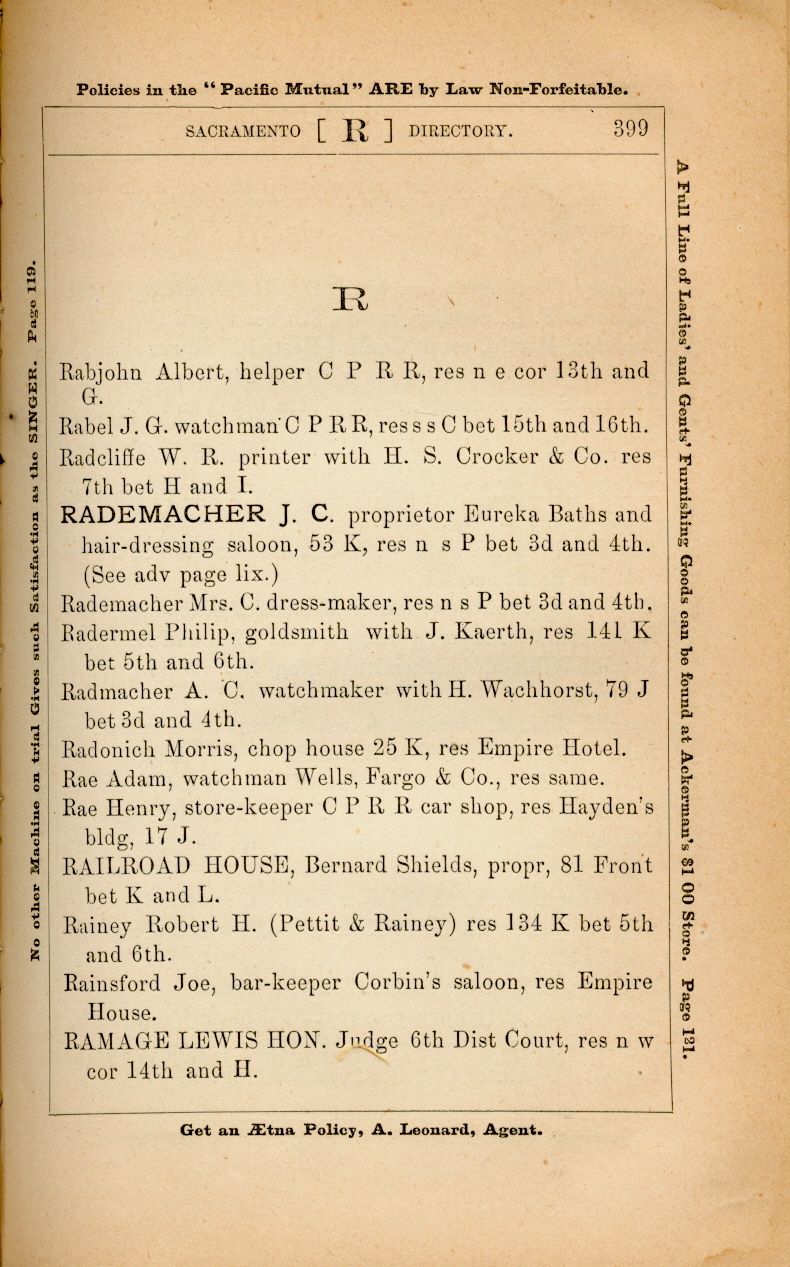 Policies in the “Pacific Mutual” ARE by Law Non-Forfeitable.
SACRAMENTO [ R ] DIRECTORY. 399
R
Rabjohn Albert, helper C P R R, res n e cor 13th and
G.
Rabel J. G. watchman C P R R, res s s C bet 15th and 16th.
Radcliffe W. R. printer with H. S. Crocker & Co. res
7th bet H and I.
RADEMACHER J. C. proprietor Eureka Baths and
hair-dressing saloon, 53 K, res n s P bet 3d and 4th.
(See adv page lix.)
Rademacher Mrs. C. dress-maker, res n s P bet 3d and 4th.
Radermel Philip, goldsmith with J. Kaerth, res 141 K
bet 5th and 6th.
Radmacher A. C. watchmaker with H. Wachhorst, 79 J
bet 3d and 4th.
Radonich Morris, chop house 25 K, res Empire Hotel.
Rae Adam, watchman Wells, Fargo & Co., res same.
Rae Henry, store-keeper C P R R car shop, res Hayden's
bldg, 17 J.
RAILROAD HOUSE, Bernard Shields, propr, 81 Front
bet K and L.
Rainey Robert H. (Pettit & Rainey) res 134 K bet 5th
and 6th.
Rainsford Joe, bar-keeper Corbin's saloon, res Empire
House.
RAMAGE LEWIS HON. Judge 6th Dist Court, res n w
cor 14th and H.
Get an Ætna Policy, A. Leonard, Agent.
No other Machine on trial Gives such Satisfaction as the SINGER. Page 119.
A Full Line of Ladies' and Gents' Furnishing Goods can be found at Ackerman's $1 00 Store. Page 121.